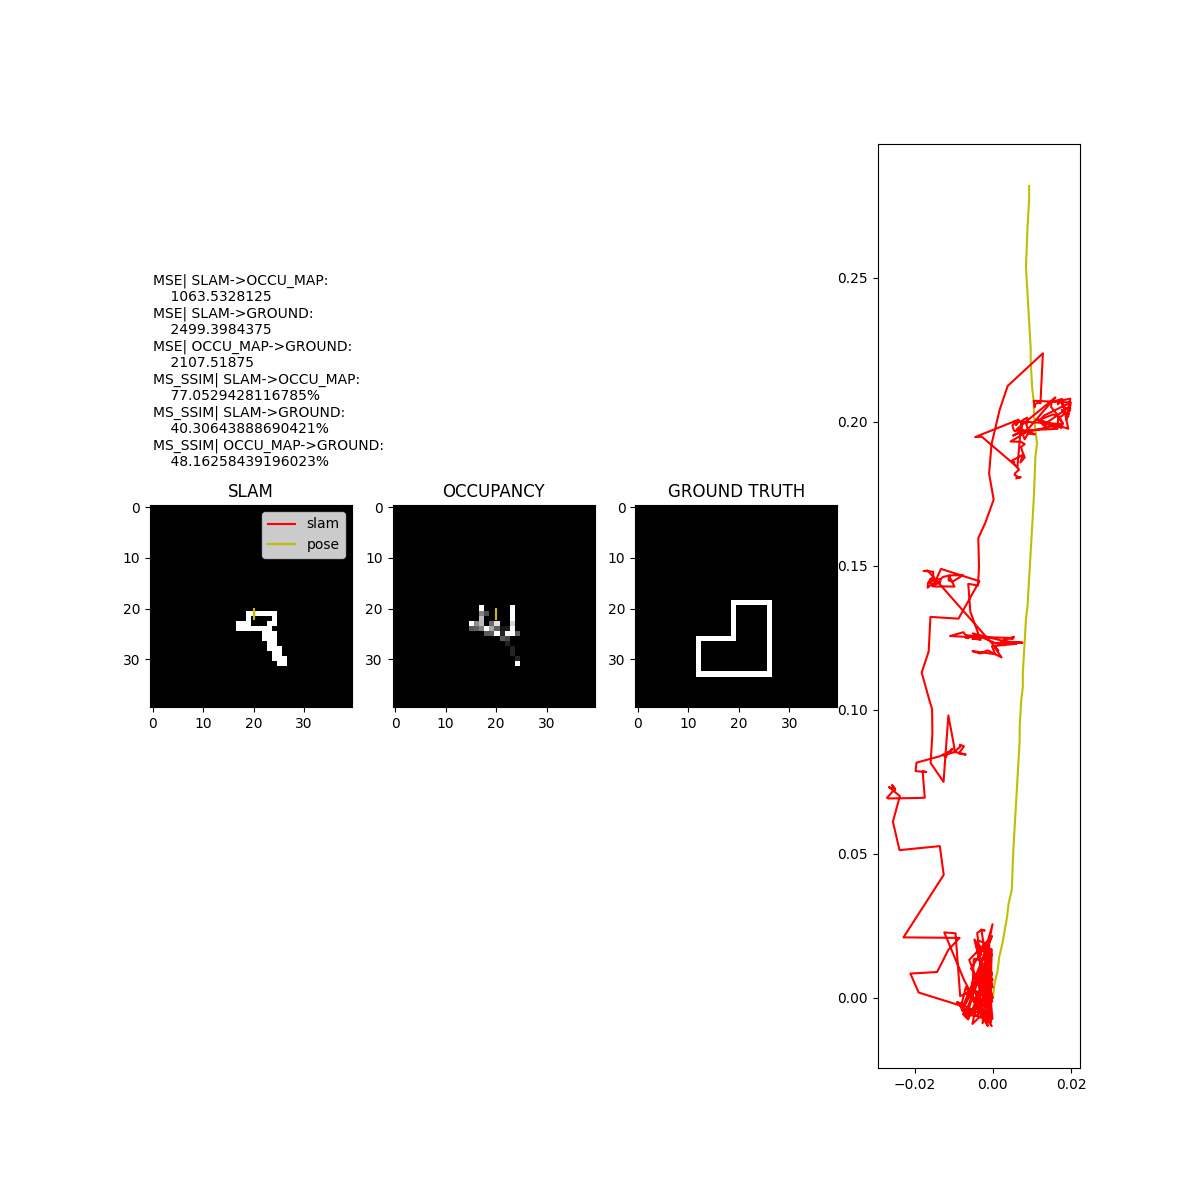 MSE| SLAM->OCCU_MAP:
1063.5328125
MSE| SLAM->GROUND:
2499.3984375
MSE| OCCU_MAP->GROUND:
2107.51875
MS_SSIM| SLAM->OCCU_MAP:
77.0529428116785%
MS_SSIM| SLAM->GROUND:
40.30643888690421%
MS_SSIM| OCCU_MAP->GROUND:
48.16258439196023%
SLAM
0
10
20
30
0 10 20 30
slam
pose
OCCUPANCY
0
10
20
30
0 10 20 30
GROUND TRUTH
0
10
20
30
0 10 20 30
0.25
0.20
0.15
0.10
0.05
0.00
−0.02 0.00 0.02